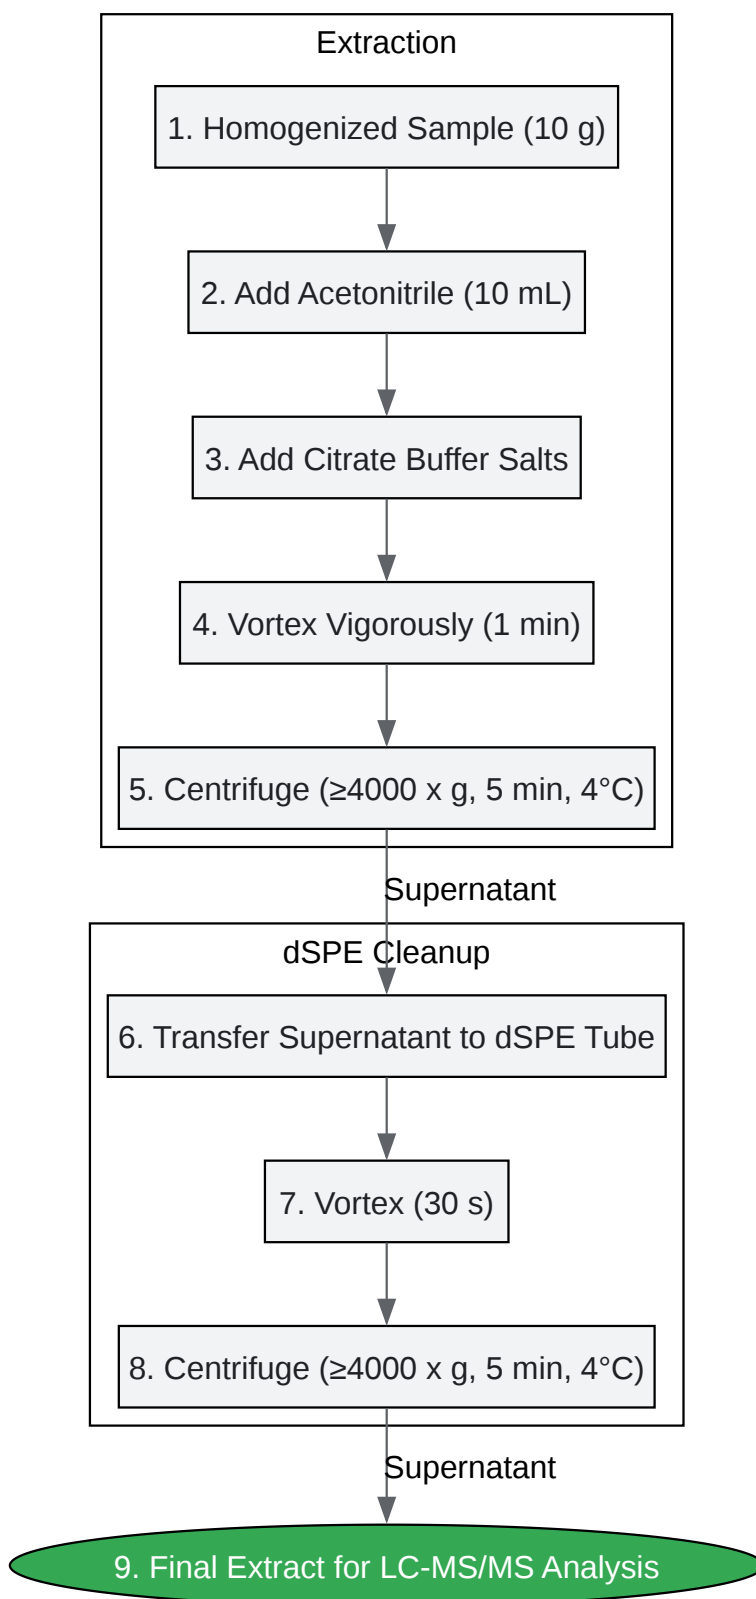 Extraction
1. Homogenized Sample (10 g)
2. Add Acetonitrile (10 mL)
3. Add Citrate Buffer Salts
4. Vortex Vigorously (1 min)
5. Centrifuge (≥4000 x g, 5 min, 4°C)
Supernatant
dSPE Cleanup
6. Transfer Supernatant to dSPE Tube
7. Vortex (30 s)
8. Centrifuge (≥4000 x g, 5 min, 4°C)
Supernatant
9. Final Extract for LC-MS/MS Analysis